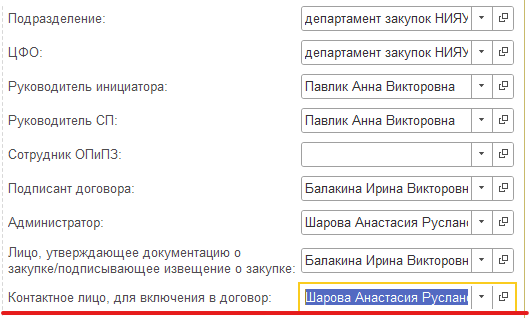 Подразделение: департамент закупок НИЯУ
ЦФО: департамент закупок НИЯУ
Руководитель инициатора: Павлик Анна Викторовна
Руководитель СП: Павлик Анна Викторовна
Сотрудник ОПиПЗ:
Подписант договора: Балакина Ирина Викторовн
Администратор: Шарова Анастасия Руслано
Лицо, утверждающее документацию о
закупке/подписывающее извещение о закупке: Балакина Ирина Викторовн
Контактное лицо, для включения в договор: Шарова Анастасия Руслано